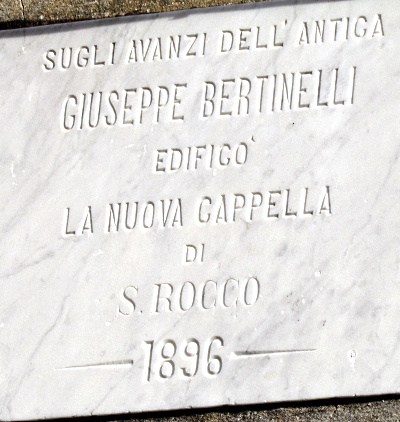 SUGLI AVANZI DELL' ANTICA
GIUSEPPE BERTINELLI
EDIFICO'
LA NUOVA CAPPELLA
DI
S. ROCCO
1896